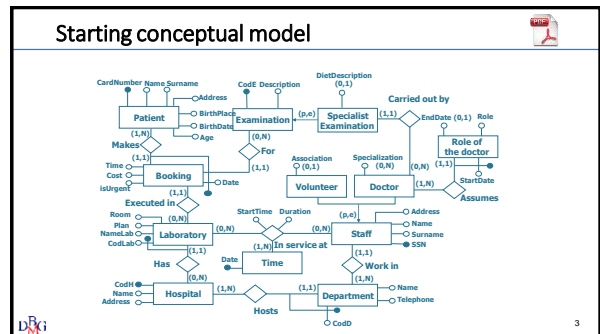 Starting conceptual model
PDF
CardNumber Name Surname
Address
BirthPlace
BirthDate
Age
Patient
(1,N)
Makes
(1,1)
CodE Description
Examination
(0,N)
For
(1,1)
(p,e)
DietDescription
(0,1)
Specialist
Examination
(1,1)
Carried out by
(0,N)
EndDate (0,1) Role
Role of
the doctor
(1,1)
StartDate
Assumes
(1,N)
Time
Cost
isUrgent
Booking
Date
(1,1)
Executed in
(0,N)
Association
(0,1)
Volunteer
Specialization
(0,N)
Doctor
(p,e)
Room
Plan
NameLab
CodLab
Laboratory
(0,N)
StartTime Duration
In service at
(1,N)
Date
Time
(0,N)
Staff
Address
Name
Surname
SSN
(1,1)
Has
(0,N)
(1,1)
Work in
(1,N)
CodH
Name
Address
Hospital
(1,N)
Hosts
(1,1)
Department
Name
Telephone
CodD
DBMG
3